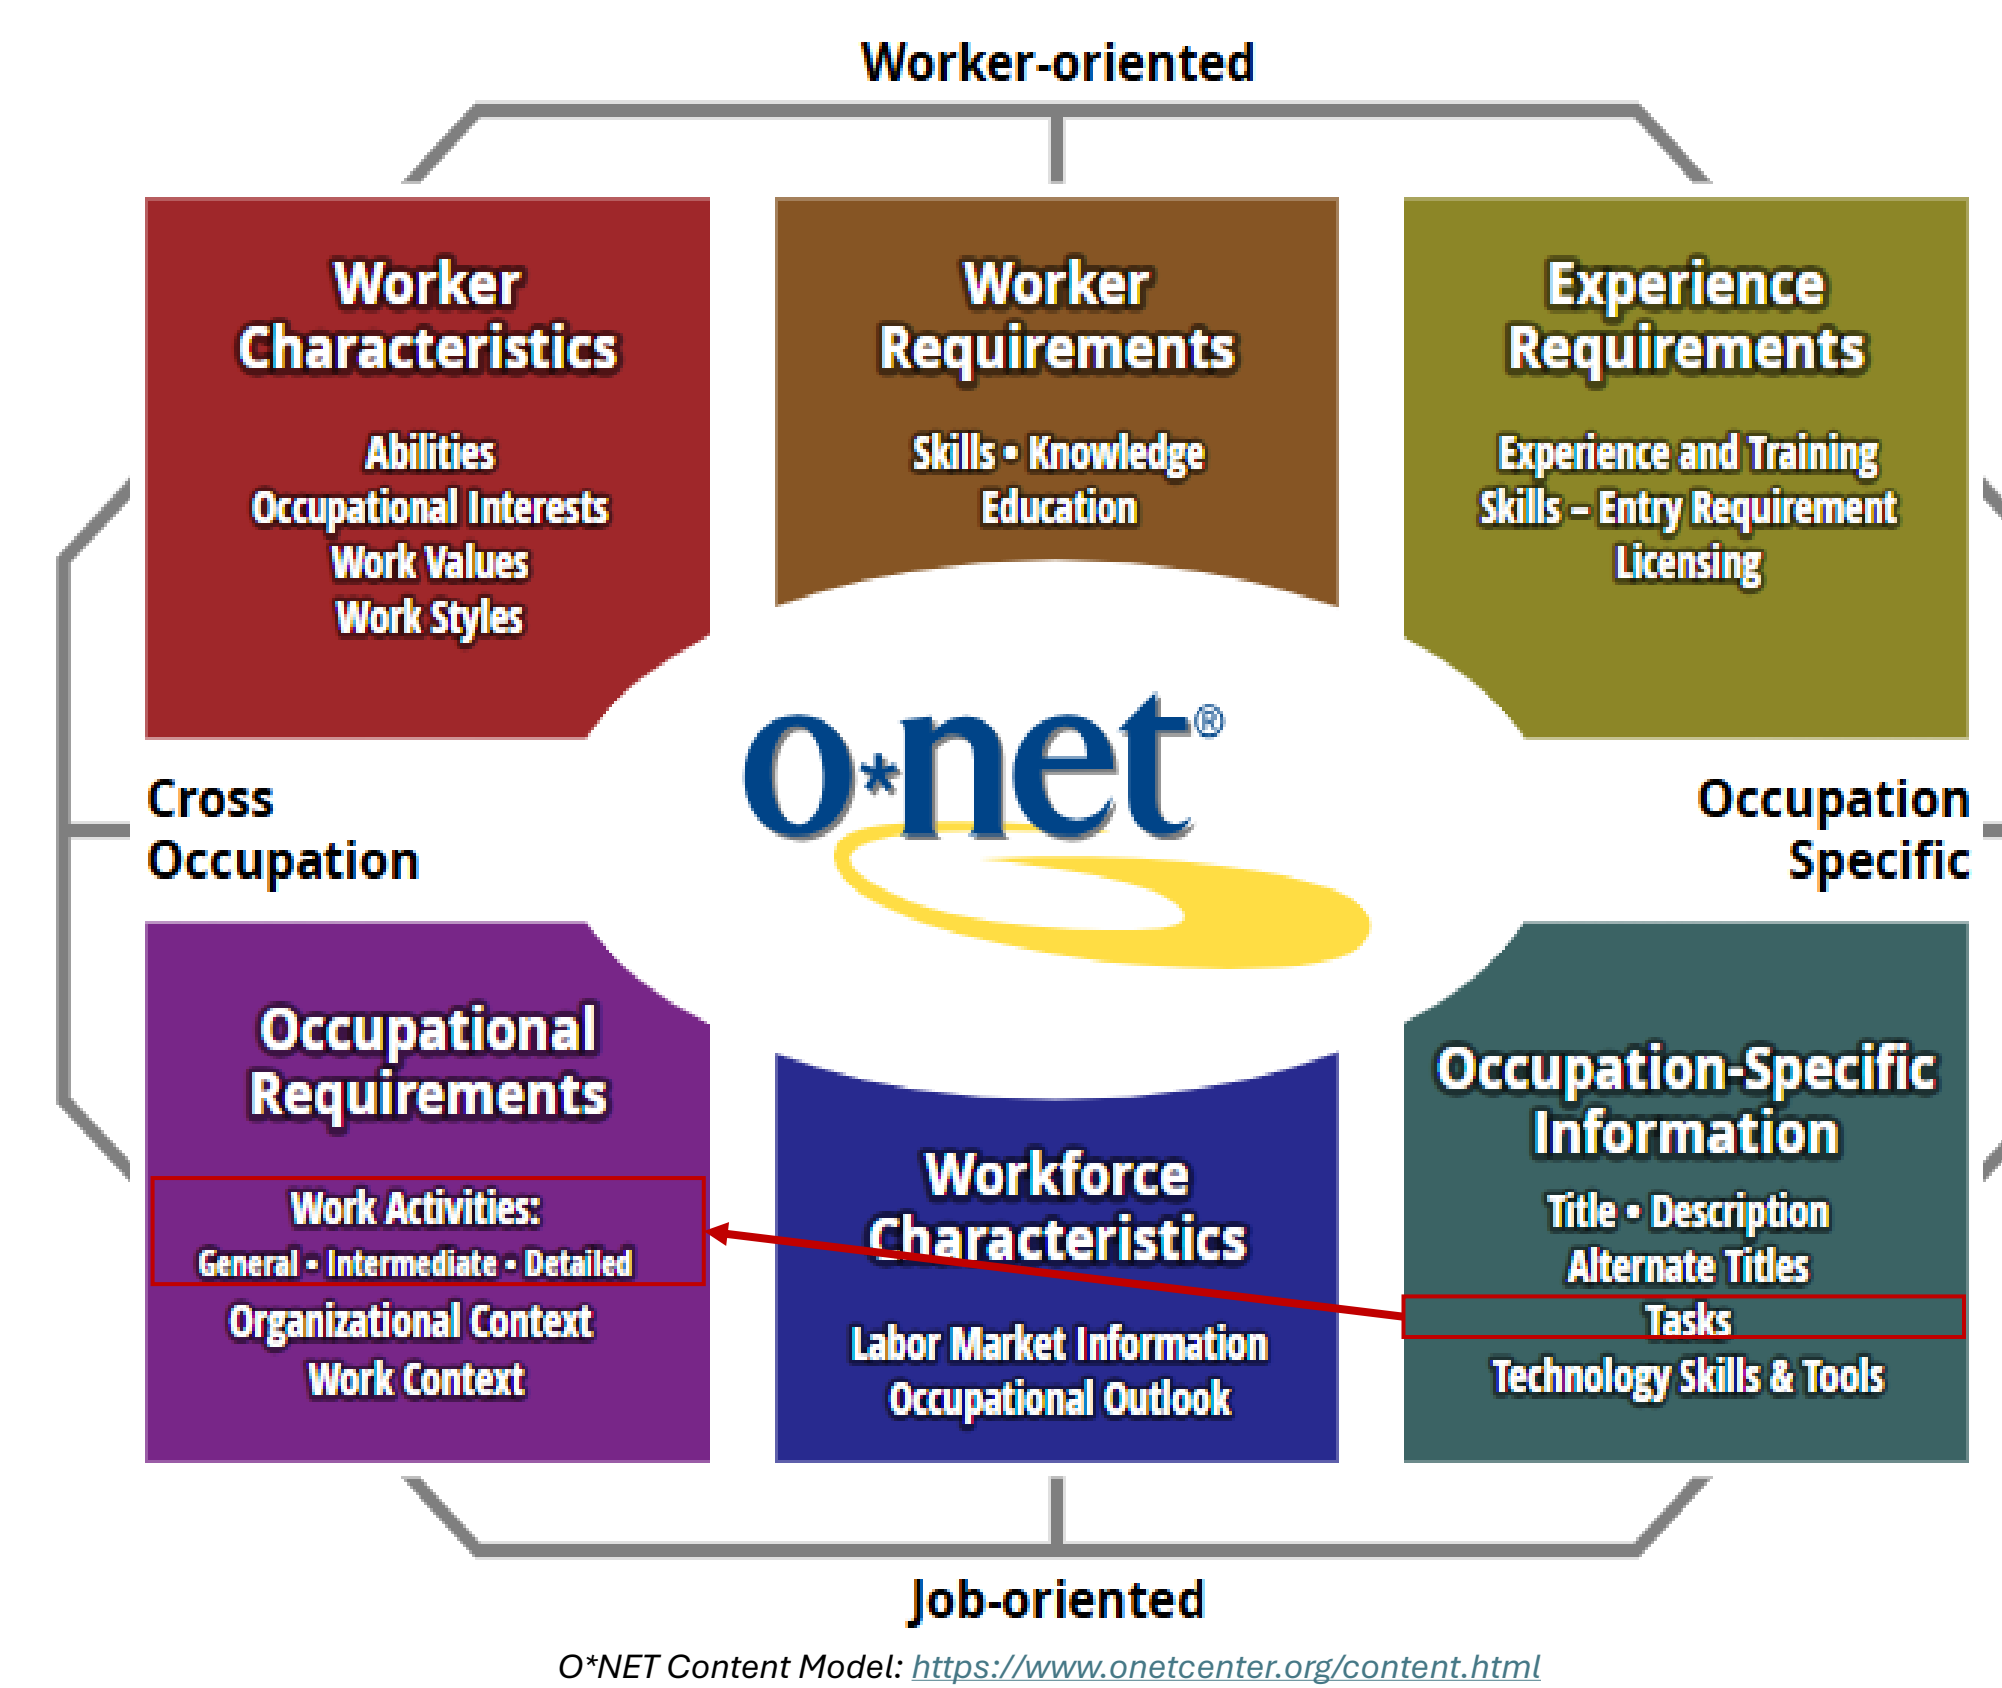 Worker-oriented
Worker
Characteristics
Abilities
Occupational Interests
Work Values
Work Styles
Worker
Requirements
Skills • Knowledge
Education
Experience
Requirements
Experience and Training
Skills – Entry Requirement
Licensing
o*net®
Cross
Occupation
Occupation
Specific
Occupational
Requirements
Work Activities:
General • Intermediate • Detailed
Organizational Context
Work Context
Workforce
Characteristics
Labor Market Information
Occupational Outlook
Occupation-Specific
Information
Title • Description
Alternate Titles
Tasks
Technology Skills & Tools
Job-oriented
O*NET Content Model: https://www.onetcenter.org/content.html